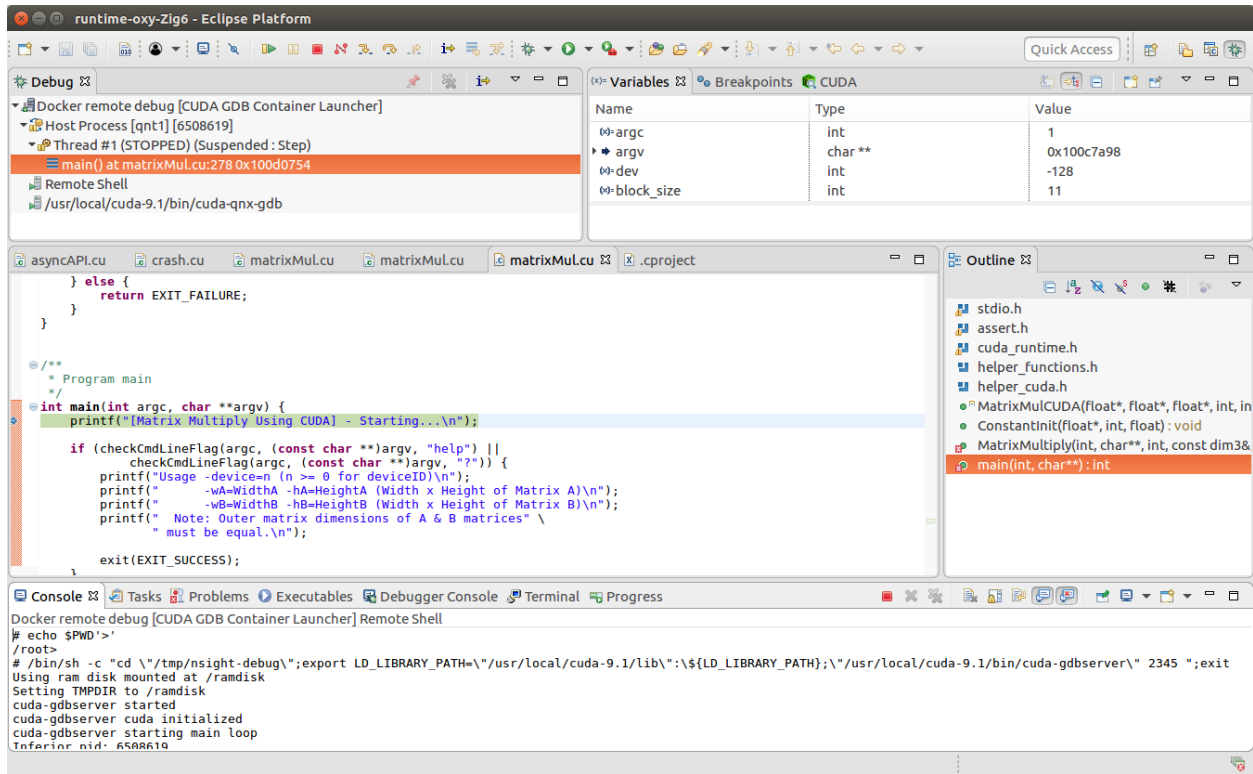 runtime-oxy-Zig6 - Eclipse Platform
Quick Access
Debug
Docker remote debug [CUDA GDB Container Launcher]
Host Process [qnt1] [6508619]
Thread #1 (STOPPED) (Suspended : Step)
main() at matrixMul.cu:278 0x100d0754
Remote Shell
/usr/local/cuda-9.1/bin/cuda-qnx-gdb
(x)= Variables Breakpoints CUDA
Name Type Value
(x)= argc int 1
argv char ** 0x100c7a98
(x)= dev int -128
(x)= block_size int 11
asyncAPI.cu crash.cu matrixMul.cu matrixMul.cu matrixMul.cu .cproject
} else {
return EXIT_FAILURE;
}
}
/**
* Program main
*/
int main(int argc, char **argv) {
printf("[Matrix Multiply Using CUDA] - Starting...\n");
if (checkCmdLineFlag(argc, (const char **)argv, "help") ||
checkCmdLineFlag(argc, (const char **)argv, "?")) {
printf("Usage -device=n (n >= 0 for deviceID)\n");
printf("      -wA=WidthA -hA=HeightA (Width x Height of Matrix A)\n");
printf("      -wB=WidthB -hB=HeightB (Width x Height of Matrix B)\n");
printf("  Note: Outer matrix dimensions of A & B matrices" \
" must be equal.\n");
exit(EXIT_SUCCESS);
}
Outline
stdio.h
assert.h
cuda_runtime.h
helper_functions.h
helper_cuda.h
MatrixMulCUDA(float*, float*, float*, int, in
ConstantInit(float*, int, float) : void
MatrixMultiply(int, char**, int, const dim3&
main(int, char**) : int
Console Tasks Problems Executables Debugger Console Terminal Progress
Docker remote debug [CUDA GDB Container Launcher] Remote Shell
# echo $PWD'>'
/root>
# /bin/sh -c "cd \"/tmp/nsight-debug\";export LD_LIBRARY_PATH=\"/usr/local/cuda-9.1/lib\":\${LD_LIBRARY_PATH};\"/usr/local/cuda-9.1/bin/cuda-gdbserver\" 2345 ";exit
Using ram disk mounted at /ramdisk
Setting TMPDIR to /ramdisk
cuda-gdbserver started
cuda-gdbserver cuda initialized
cuda-gdbserver starting main loop
Inferior pid: 6508619